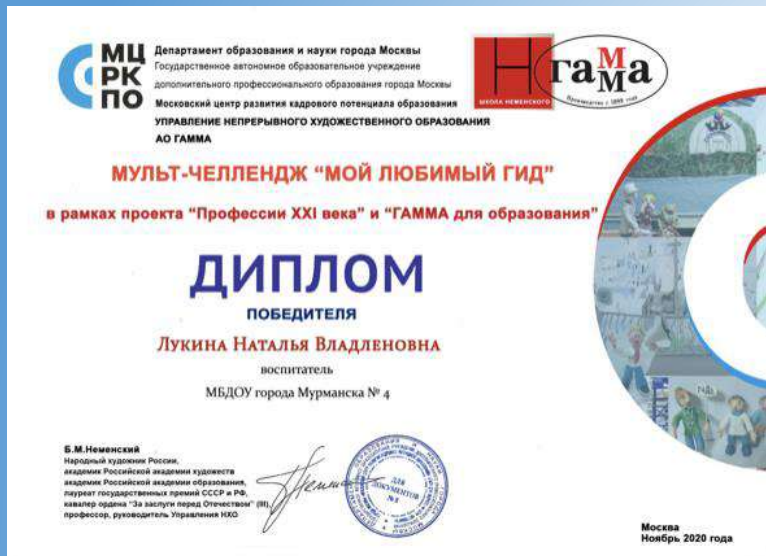 МЦ
РК
ПО
Департамент образования и науки города Москвы
Государственное автономное образовательное учреждение
дополнительного профессионального образования города Москвы
Московский центр развития кадрового потенциала образования
УПРАВЛЕНИЕ НЕПРЕРЫВНОГО ХУДОЖЕСТВЕННОГО ОБРАЗОВАНИЯ
АО ГАММА
Н
ШКОЛА НЕМЕНСКОГО
гамма
Производство с 1898 года
МУЛЬТ-ЧЕЛЛЕНДЖ “МОЙ ЛЮБИМЫЙ ГИД”
в рамках проекта “Профессии XXI века” и “ГАММА для образования”
ДИПЛОМ
ПОБЕДИТЕЛЯ
Лукина Наталья Владленовна
воспитатель
МБДОУ города Мурманска № 4
Б.М.Неменский
Народный художник России,
академик Российской академии художеств
академик Российской академии образования,
лауреат государственных премий СССР и РФ,
кавалер ордена “За заслуги перед Отечеством” (III),
профессор, руководитель Управления НХО
ДЛЯ
ДОКУМЕНТОВ
Москва
Ноябрь 2020 года